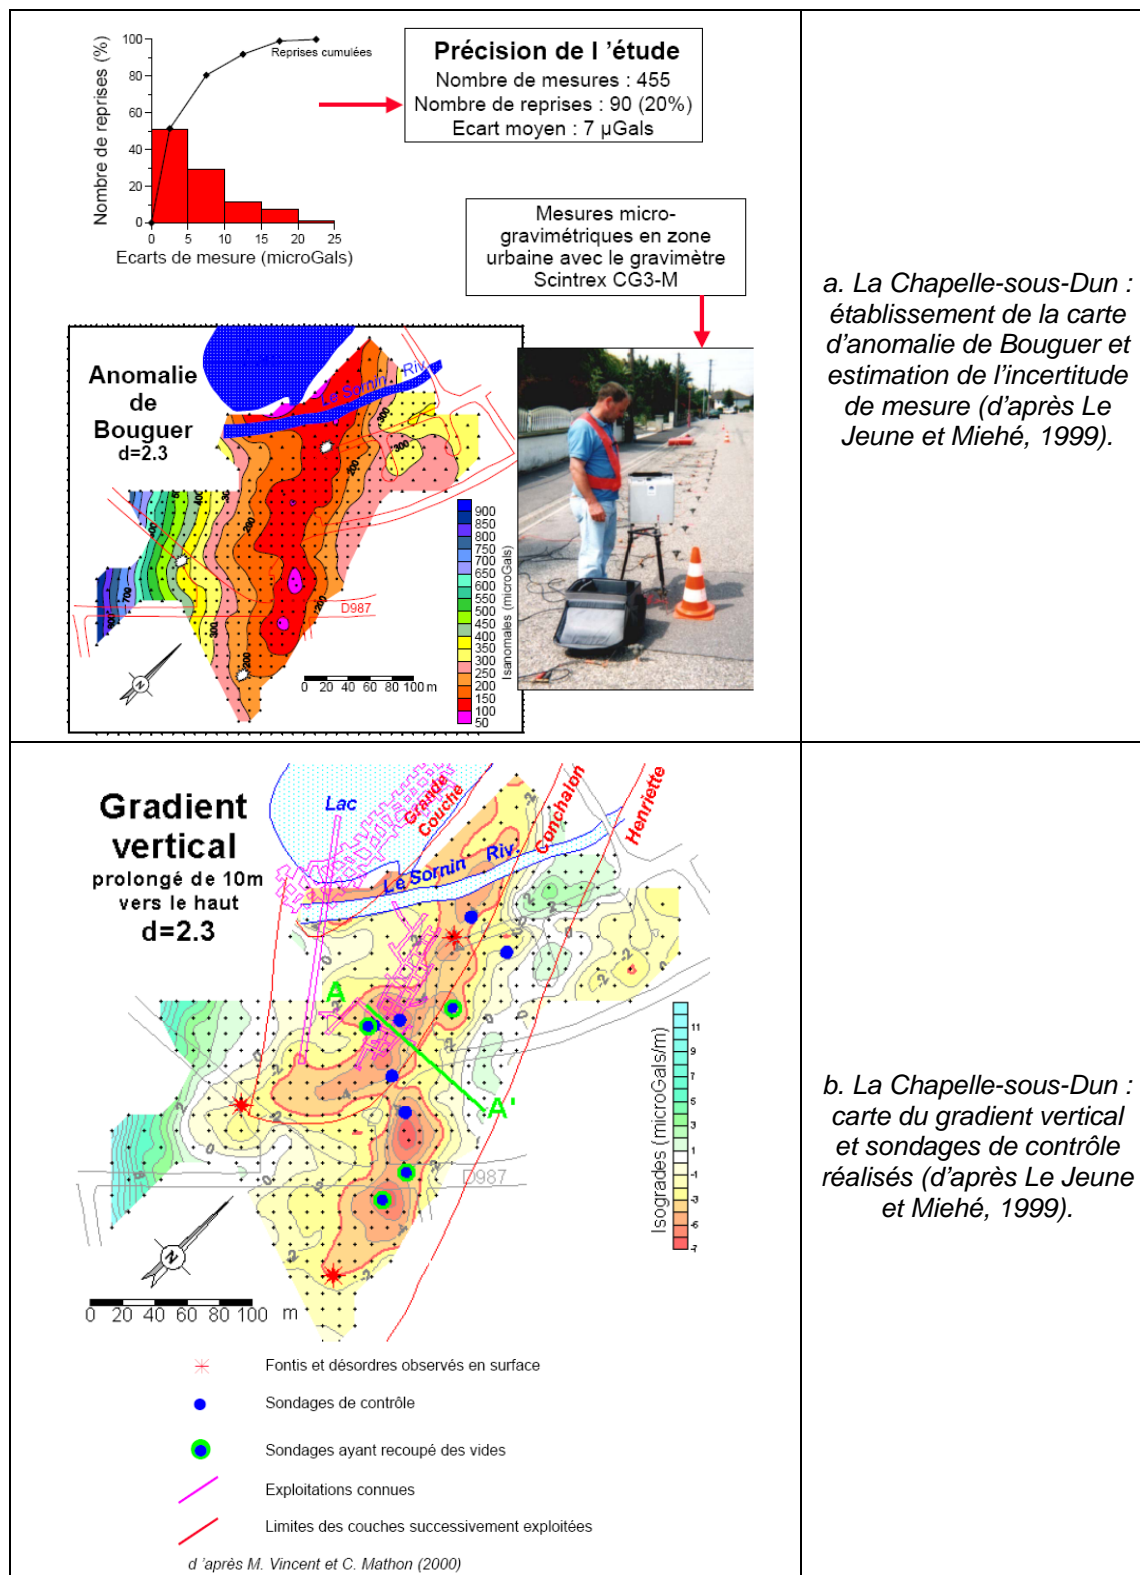 100
80
60
40
20
0
Nombre de reprises (%)
Reprises cumulées
0 5 10 15 20 25
Ecarts de mesure (microGals)
Précision de l 'étude
Nombre de mesures : 455
Nombre de reprises : 90 (20%)
Ecart moyen : 7 µGals
Mesures micro-
gravimétriques en zone
urbaine avec le gravimètre
Scintrex CG3-M
Anomalie
de
Bouguer
d=2.3
Le Sornin Riv.
D987
N
0 20 40 60 80 100 m
Isanomales (microGals)
900
850
800
750
700
650
600
550
500
450
400
350
300
250
200
150
100
50
a. La Chapelle-sous-Dun :
établissement de la carte
d'anomalie de Bouguer et
estimation de l'incertitude
de mesure (d'après Le
Jeune et Miehé, 1999).
Gradient
vertical
prolongé de 10m
vers le haut
d=2.3
Lac
Grande
Couche
Conchalon
Henriette
Le Sornin Riv.
A
A'
D987
N
0 20 40 60 80 100 m
Isogrades (microGals/m)
11
9
7
5
3
1
-1
-3
-5
-7
Fontis et désordres observés en surface
Sondages de contrôle
Sondages ayant recoupé des vides
Exploitations connues
Limites des couches successivement exploitées
d 'après M. Vincent et C. Mathon (2000)
b. La Chapelle-sous-Dun :
carte du gradient vertical
et sondages de contrôle
réalisés (d'après Le Jeune
et Miehé, 1999).